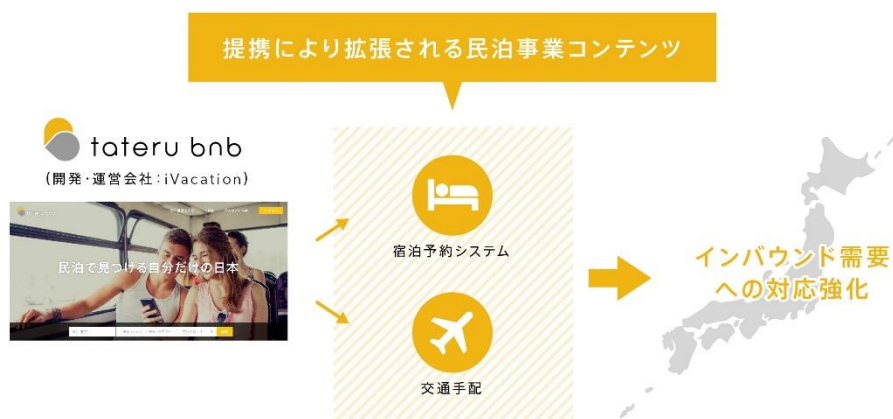 提携により拡張される民泊事業コンテンツ
tateru bnb
(開発・運営会社:iVacation)
民泊で見つける自分だけの日本
宿泊予約システム
交通手配
インバウンド需要
への対応強化